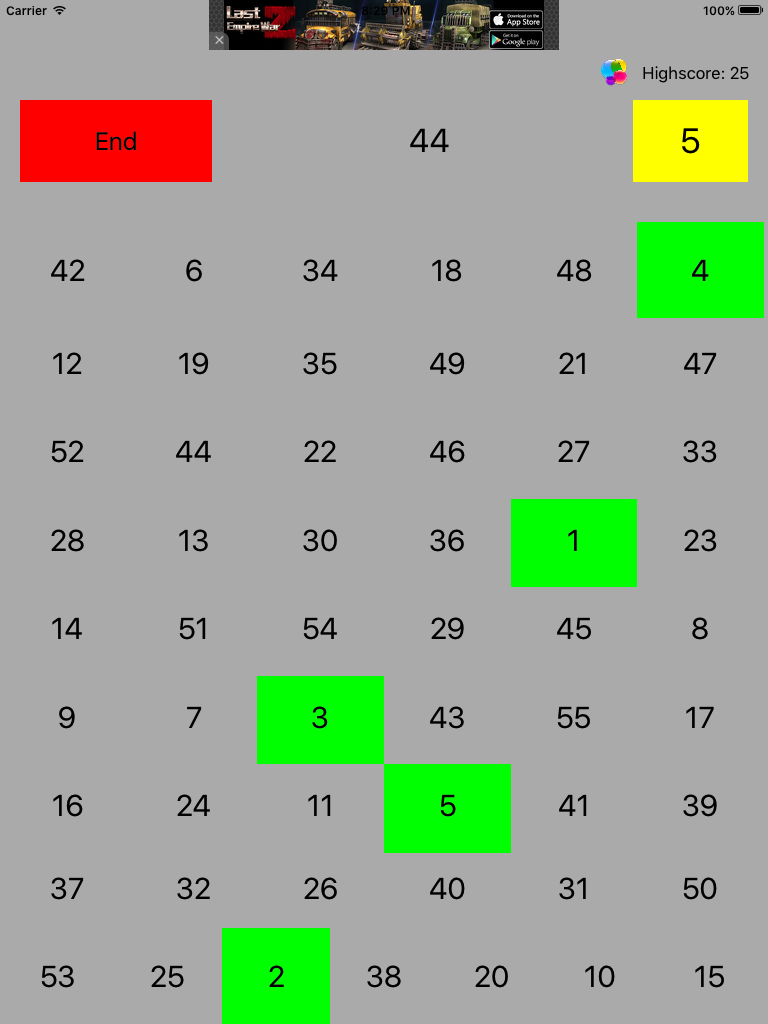 Carrier 8:29 PM 100%
Last Z
Empire War
Download on the
App Store
Get it on
Google play
Highscore: 25
End 44 5
42 6 34 18 48 4
12 19 35 49 21 47
52 44 22 46 27 33
28 13 30 36 1 23
14 51 54 29 45 8
9 7 3 43 55 17
16 24 11 5 41 39
37 32 26 40 31 50
53 25 2 38 20 10 15